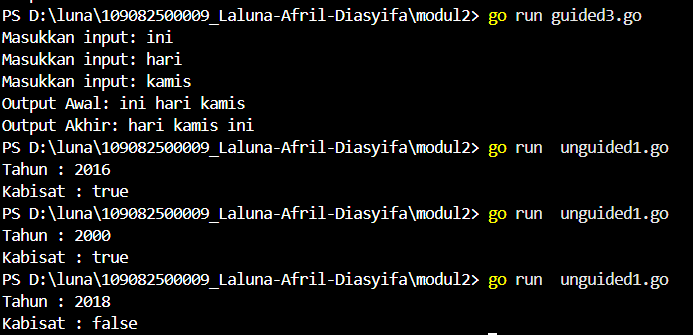 PS D:\luna\109082500009_Laluna-Afril-Diasyifa\modul2> go run guided3.go
Masukkan input: ini
Masukkan input: hari
Masukkan input: kamis
Output Awal: ini hari kamis
Output Akhir: hari kamis ini
PS D:\luna\109082500009_Laluna-Afril-Diasyifa\modul2> go run  unguided1.go
Tahun : 2016
Kabisat : true
PS D:\luna\109082500009_Laluna-Afril-Diasyifa\modul2> go run  unguided1.go
Tahun : 2000
Kabisat : true
PS D:\luna\109082500009_Laluna-Afril-Diasyifa\modul2> go run  unguided1.go
Tahun : 2018
Kabisat : false